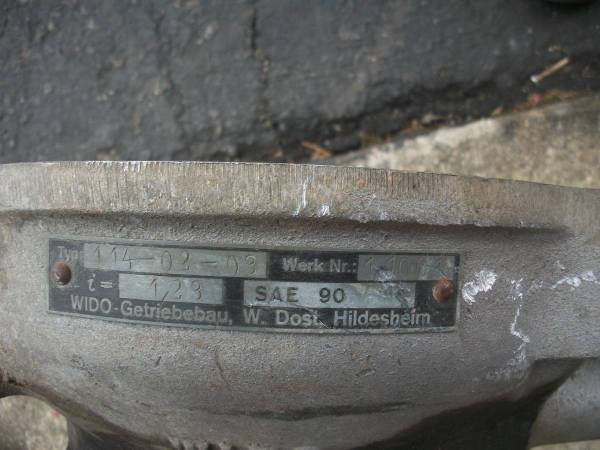 Typ 114-02-03 Werk Nr.:
i= 1,23 SAE 90
WIDO-Getriebebau, W. Dost, Hildesheim